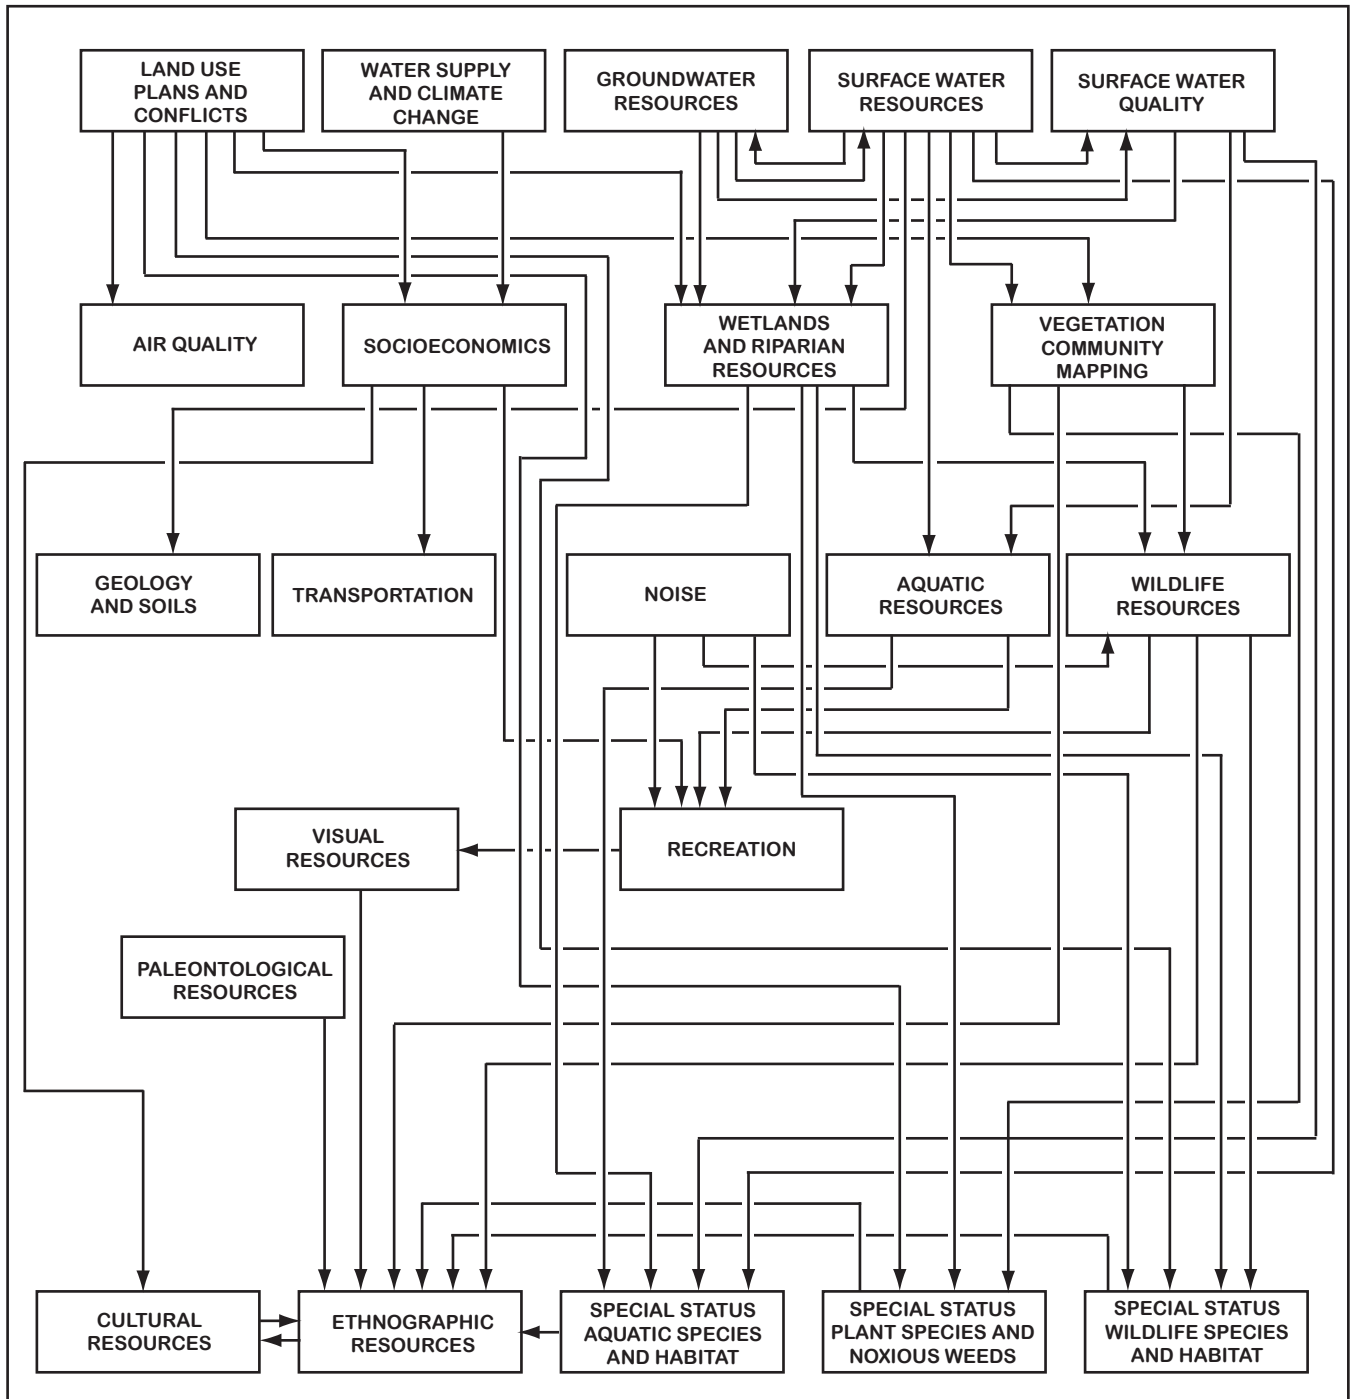 LAND USE
PLANS AND
CONFLICTS
WATER SUPPLY
AND CLIMATE
CHANGE
GROUNDWATER
RESOURCES
SURFACE WATER
RESOURCES
SURFACE WATER
QUALITY
AIR QUALITY
SOCIOECONOMICS
WETLANDS
AND RIPARIAN
RESOURCES
VEGETATION
COMMUNITY
MAPPING
GEOLOGY
AND SOILS
TRANSPORTATION
NOISE
AQUATIC
RESOURCES
WILDLIFE
RESOURCES
VISUAL
RESOURCES
RECREATION
PALEONTOLOGICAL
RESOURCES
CULTURAL
RESOURCES
ETHNOGRAPHIC
RESOURCES
SPECIAL STATUS
AQUATIC SPECIES
AND HABITAT
SPECIAL STATUS
PLANT SPECIES AND
NOXIOUS WEEDS
SPECIAL STATUS
WILDLIFE SPECIES
AND HABITAT